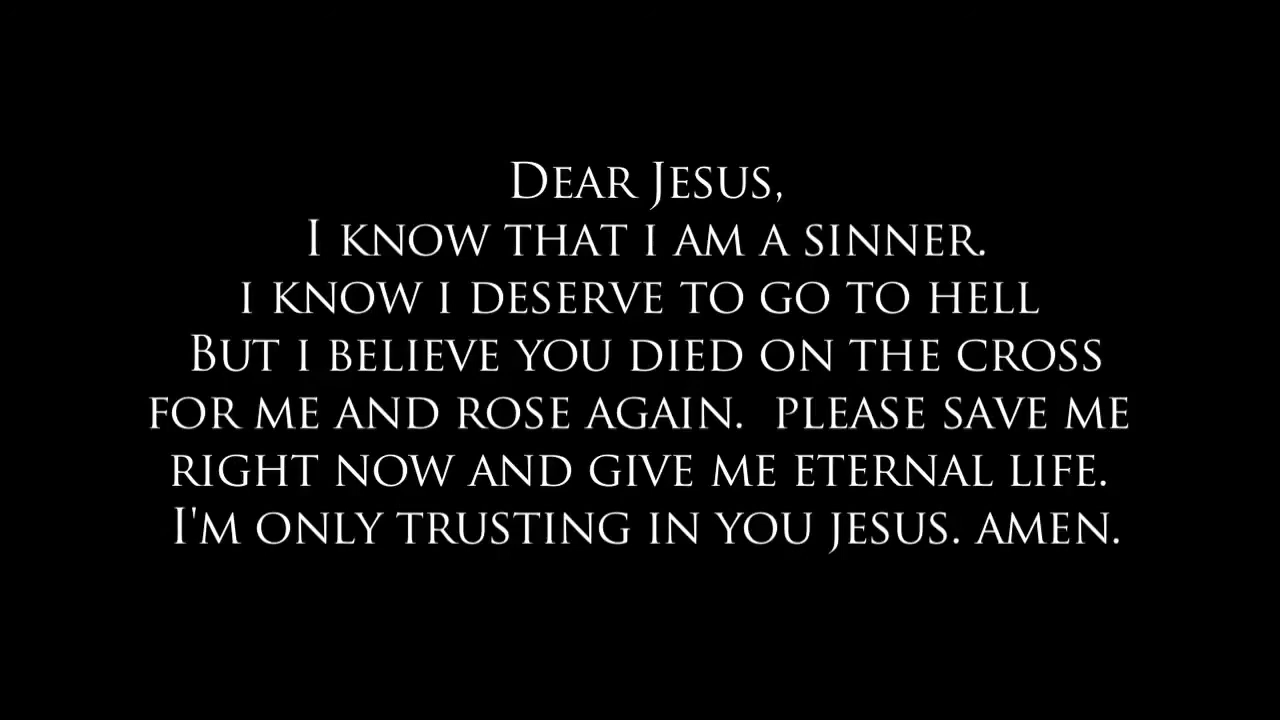 Dear Jesus,
I know that i am a sinner.
i know i deserve to go to hell
But i believe you died on the cross
for me and rose again.  please save me
right now and give me eternal life.
I'm only trusting in you jesus. amen.